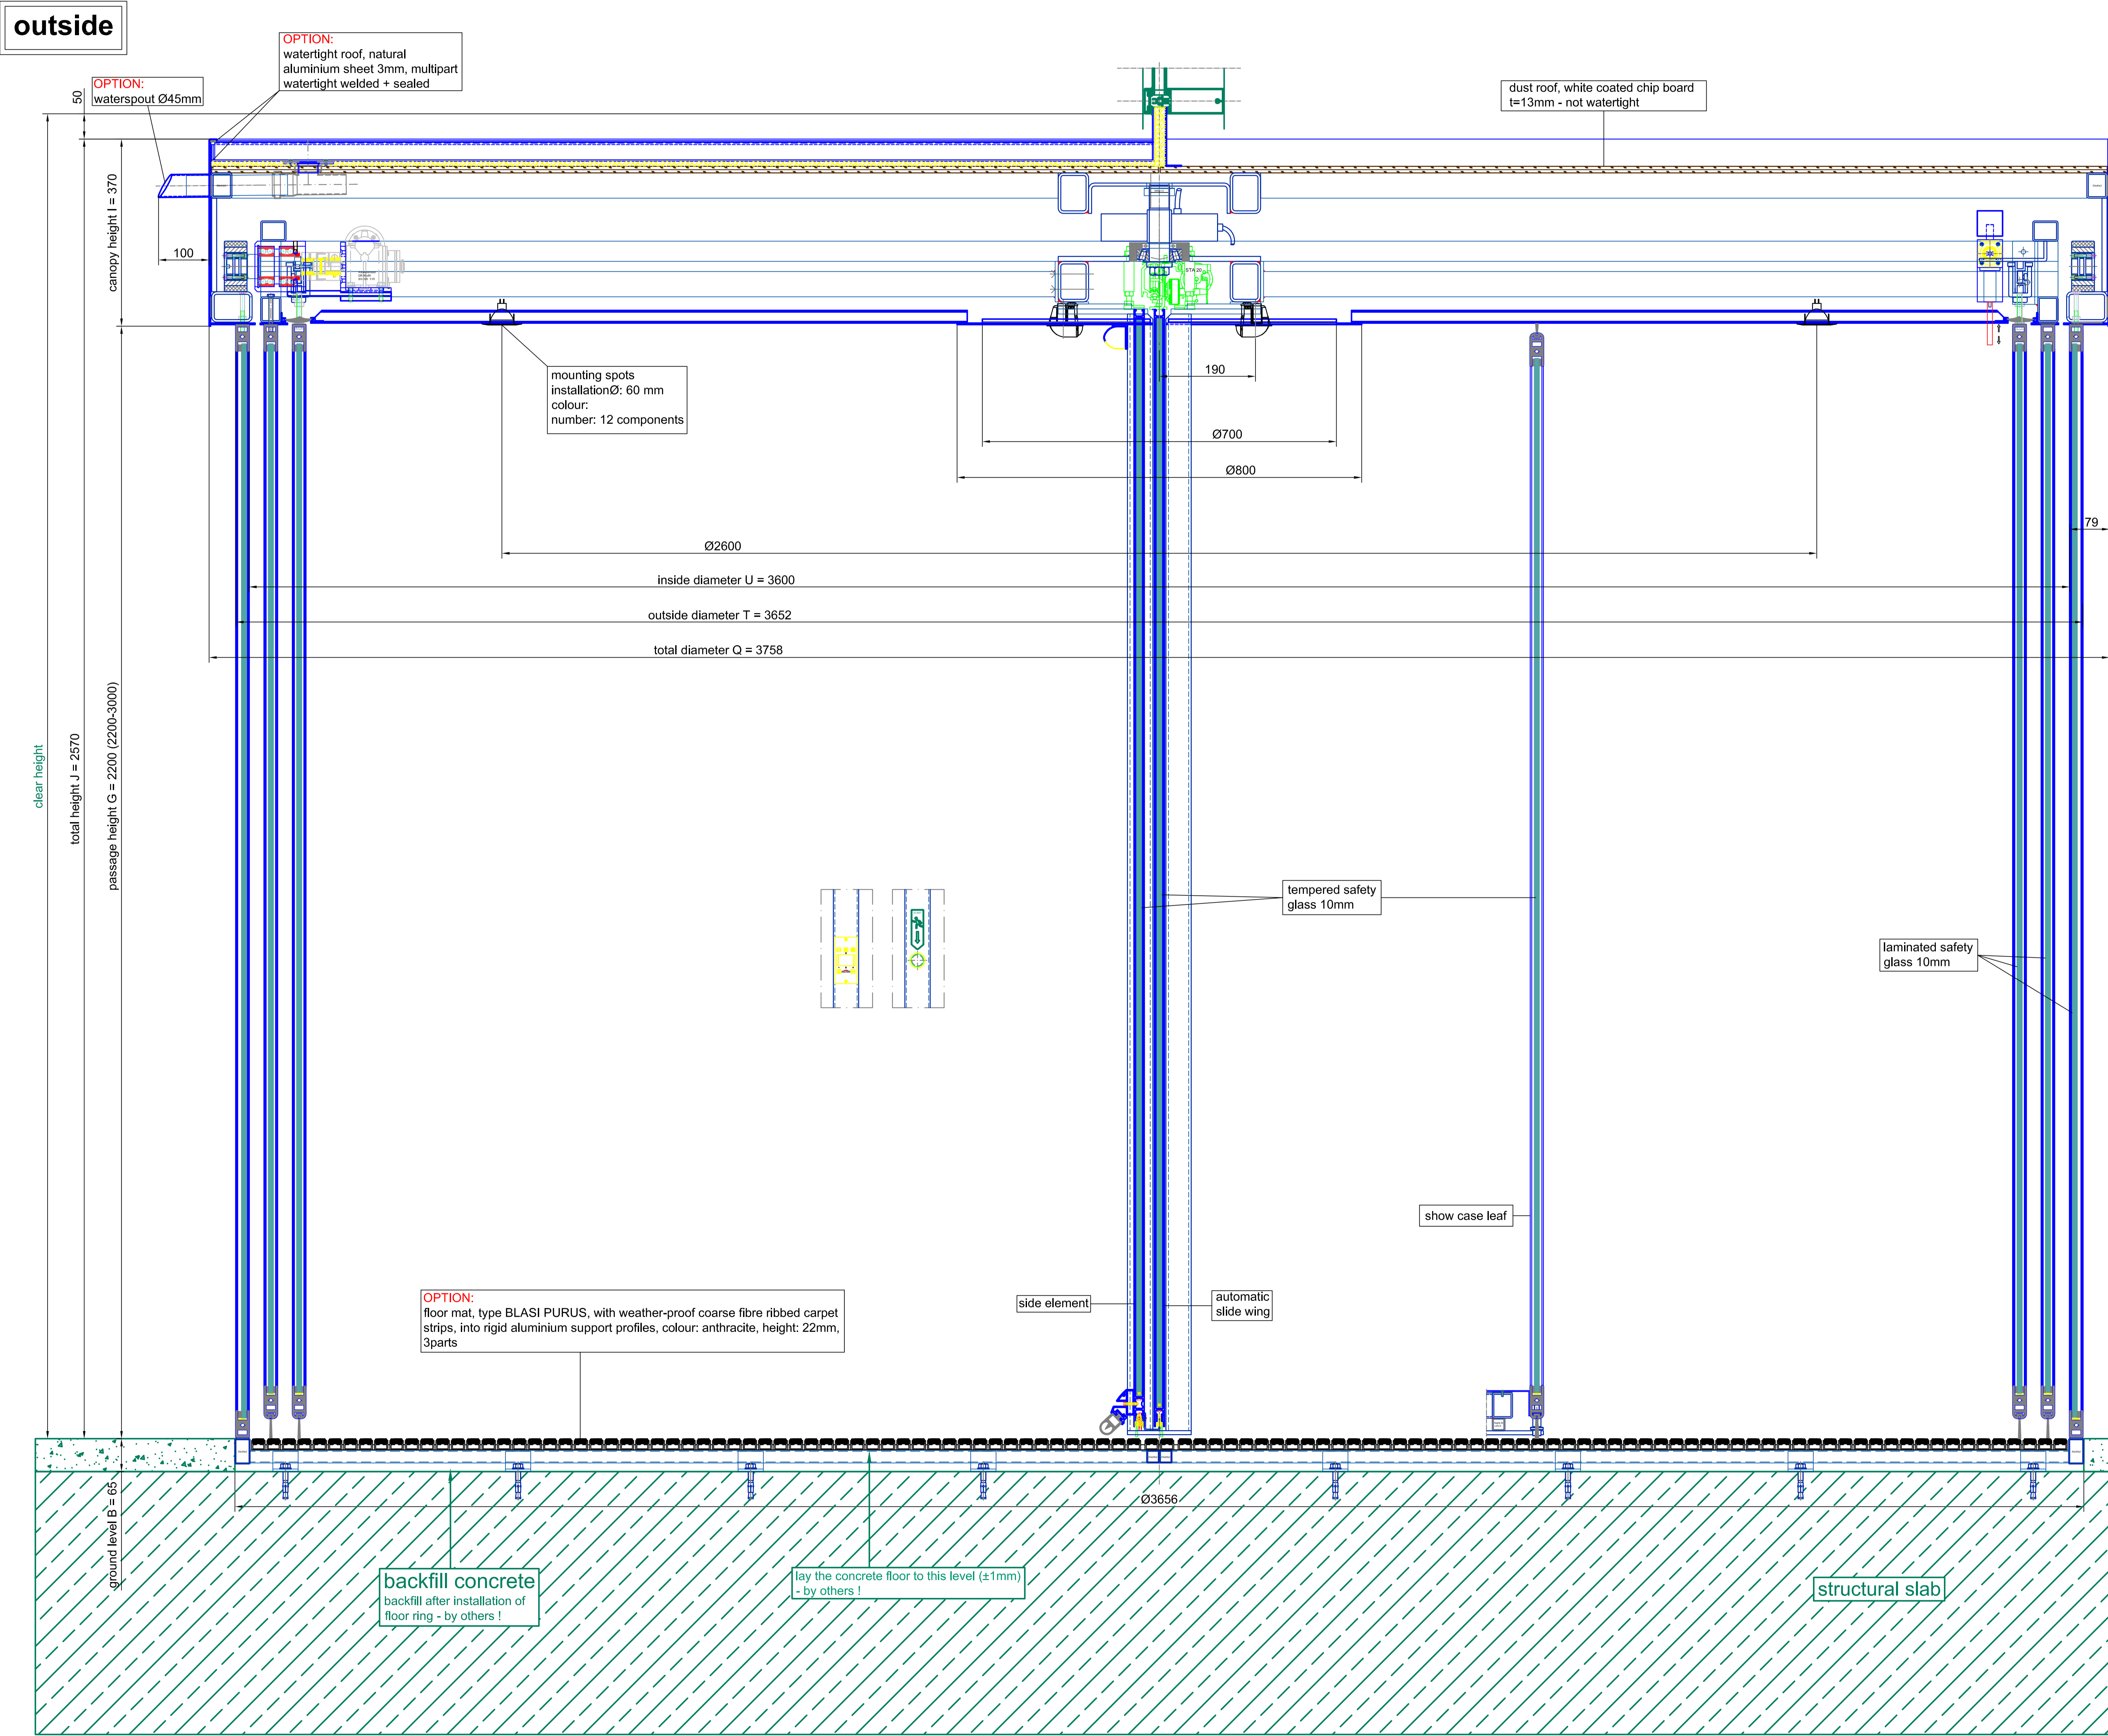 outside
OPTION:
watertight roof, natural
aluminium sheet 3mm, multipart
watertight welded + sealed
OPTION:
waterspout Ø45mm
50
dust roof, white coated chip board
t=13mm - not watertight
canopy height I = 370
100
STA 20
mounting spots
installationØ: 60 mm
colour:
number: 12 components
190
Ø700
Ø800
79
Ø2600
inside diameter U = 3600
outside diameter T = 3652
total diameter Q = 3758
clear height
total height J = 2570
passage height G = 2200 (2200-3000)
tempered safety
glass 10mm
laminated safety
glass 10mm
show case leaf
OPTION:
floor mat, type BLASI PURUS, with weather-proof coarse fibre ribbed carpet
strips, into rigid aluminium support profiles, colour: anthracite, height: 22mm,
3parts
side element
automatic
slide wing
ground level B = 65
Ø3656
backfill concrete
backfill after installation of
floor ring - by others !
lay the concrete floor to this level (±1mm)
- by others !
structural slab